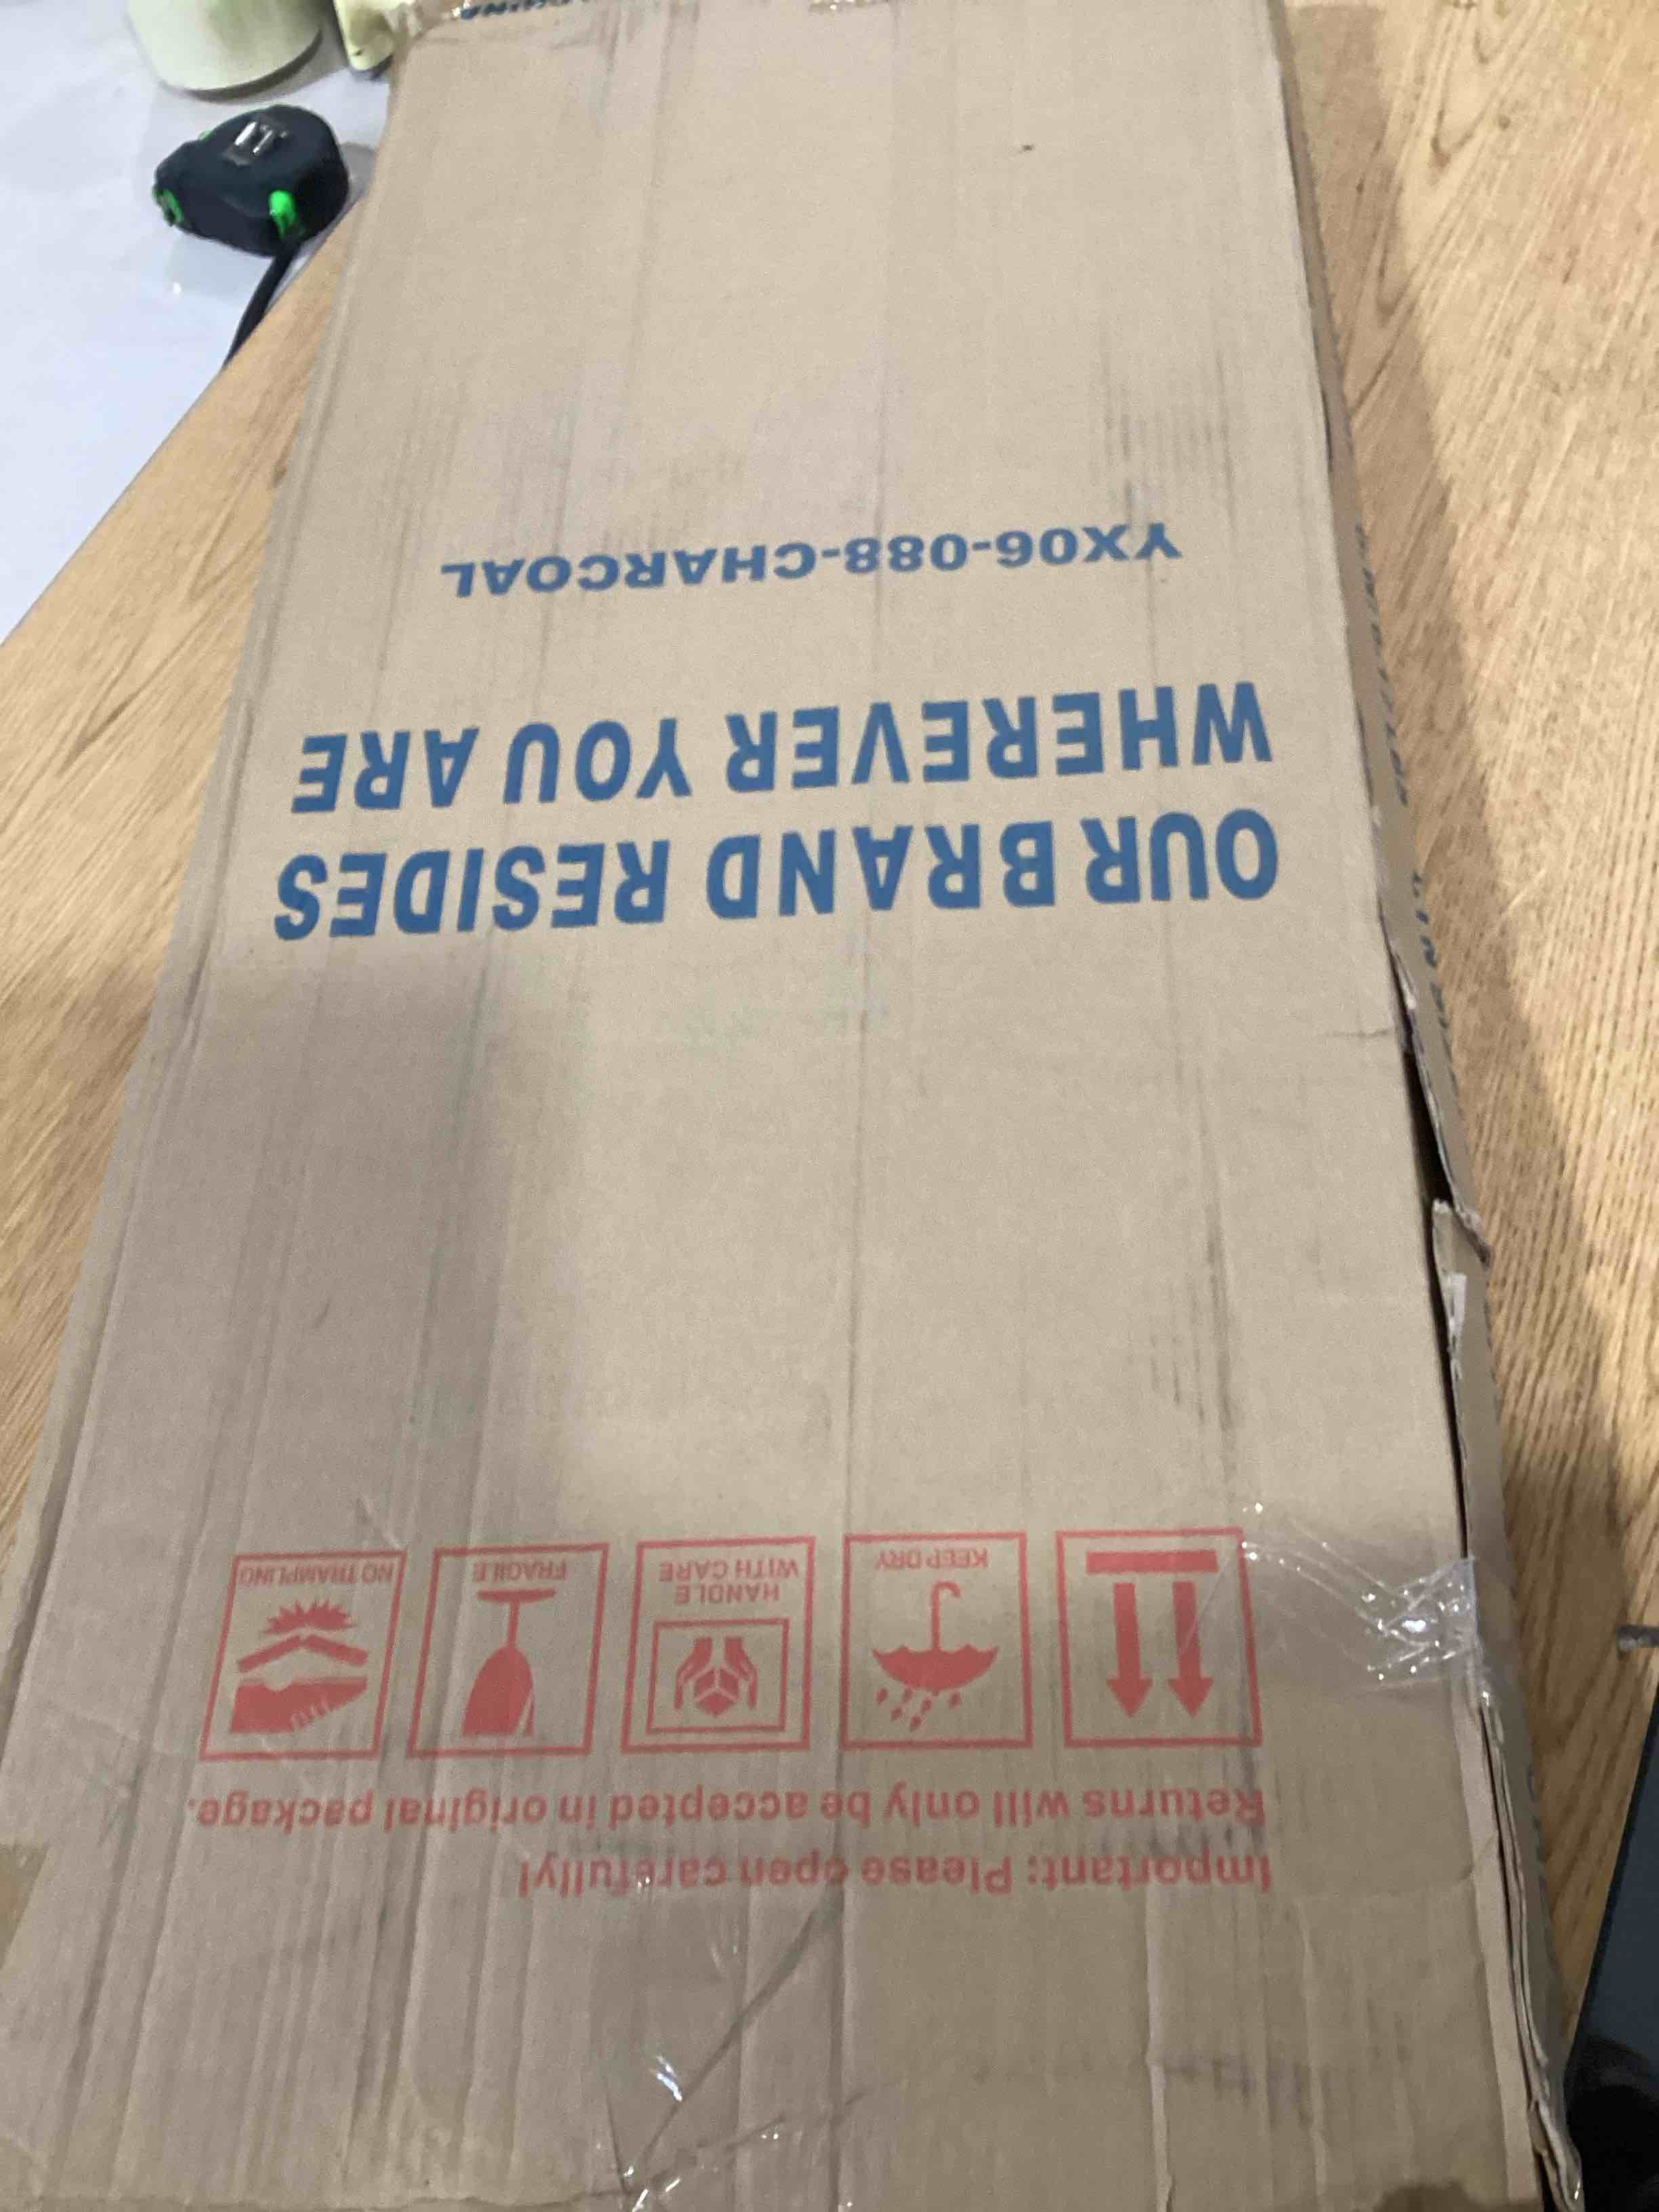 Important: Please open carefully!
Returns will only be accepted in original package.
KEEP DRY
HANDLE
WITH CARE
FRAGILE
NO TRAMPLING
OUR BRAND RESIDES
WHEREVER YOU ARE
YX06-088-CHARCOAL